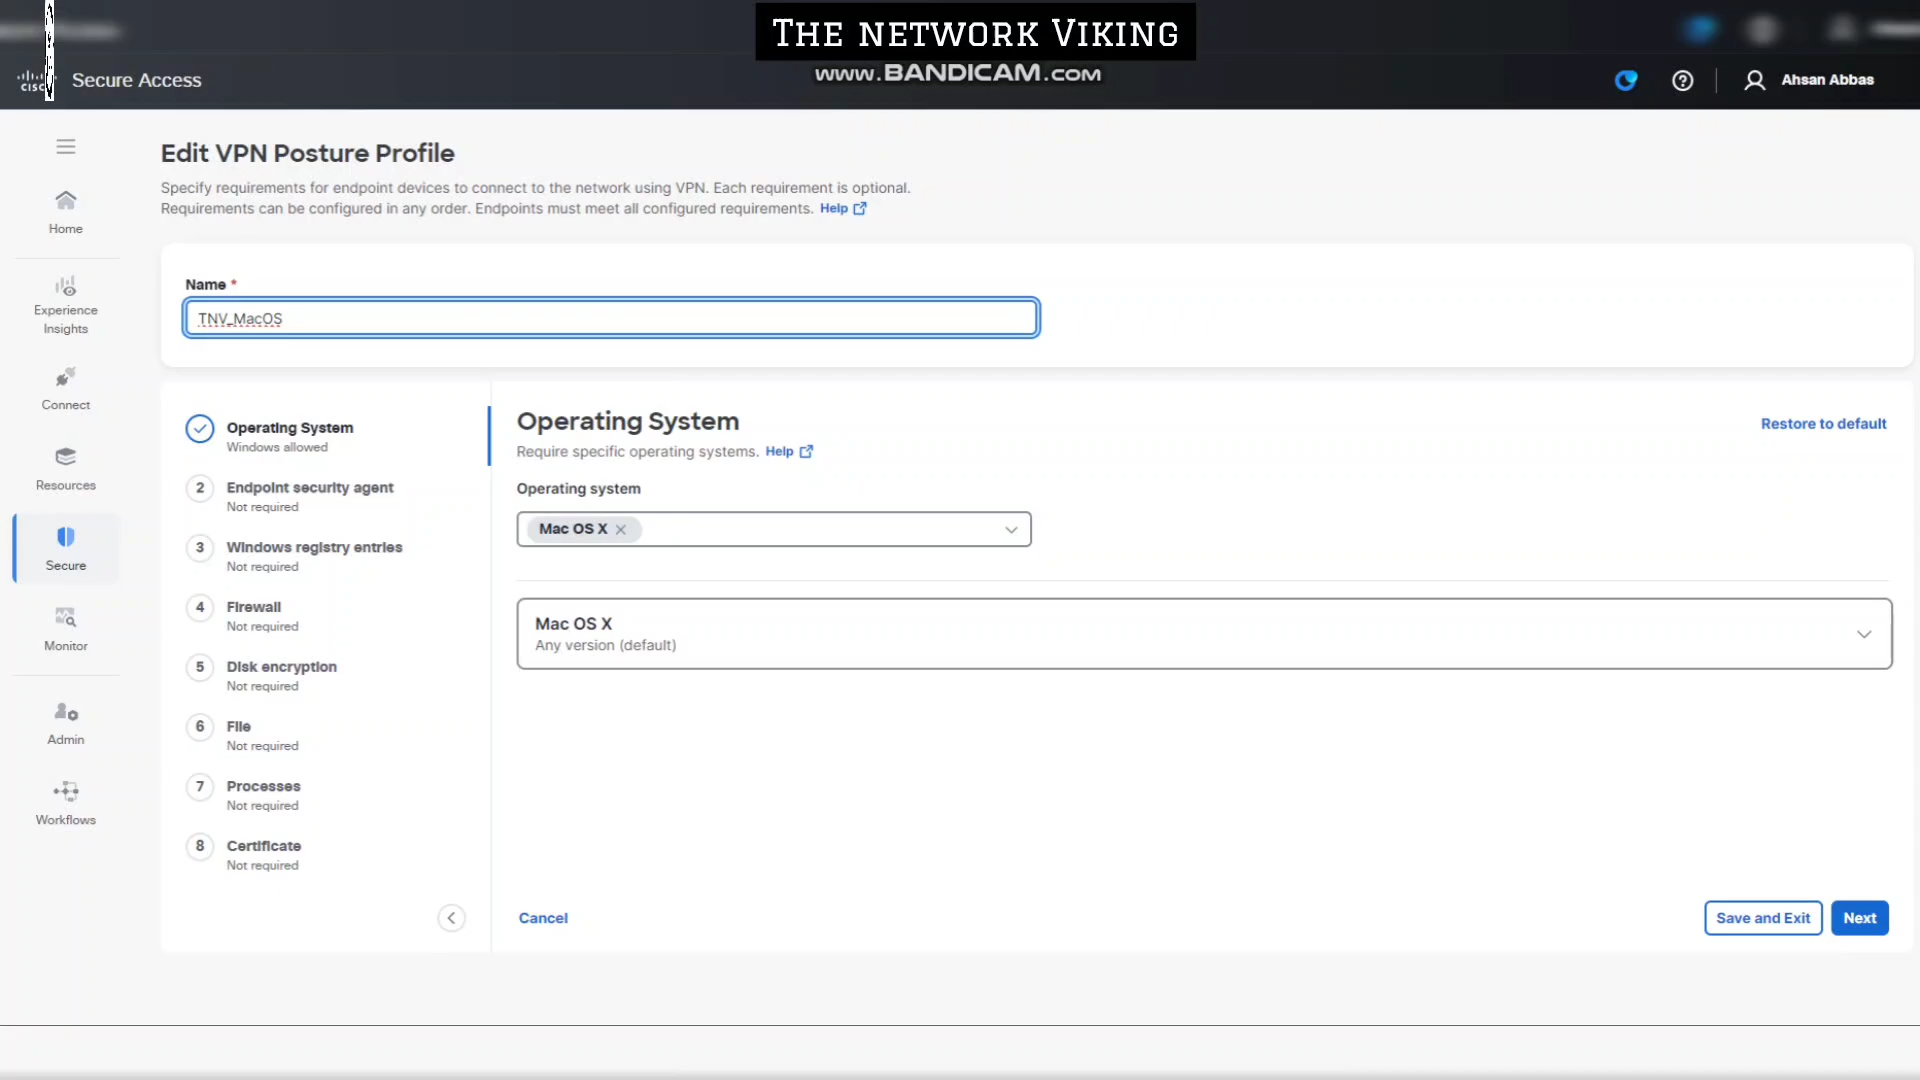 THE NETWORK VIKING
www.BANDICAM.com
Secure Access
Ahsan Abbas
Edit VPN Posture Profile
Specify requirements for endpoint devices to connect to the network using VPN. Each requirement is optional.
Requirements can be configured in any order. Endpoints must meet all configured requirements. Help
Home
Experience
Insights
Connect
Resources
Secure
Monitor
Admin
Workflows
Name *
TNV_MacOS
Operating System
Windows allowed
2 Endpoint security agent
Not required
3 Windows registry entries
Not required
4 Firewall
Not required
5 Disk encryption
Not required
6 File
Not required
7 Processes
Not required
8 Certificate
Not required
Operating System
Restore to default
Require specific operating systems. Help
Operating system
Mac OS X
Mac OS X
Any version (default)
Cancel
Save and Exit
Next